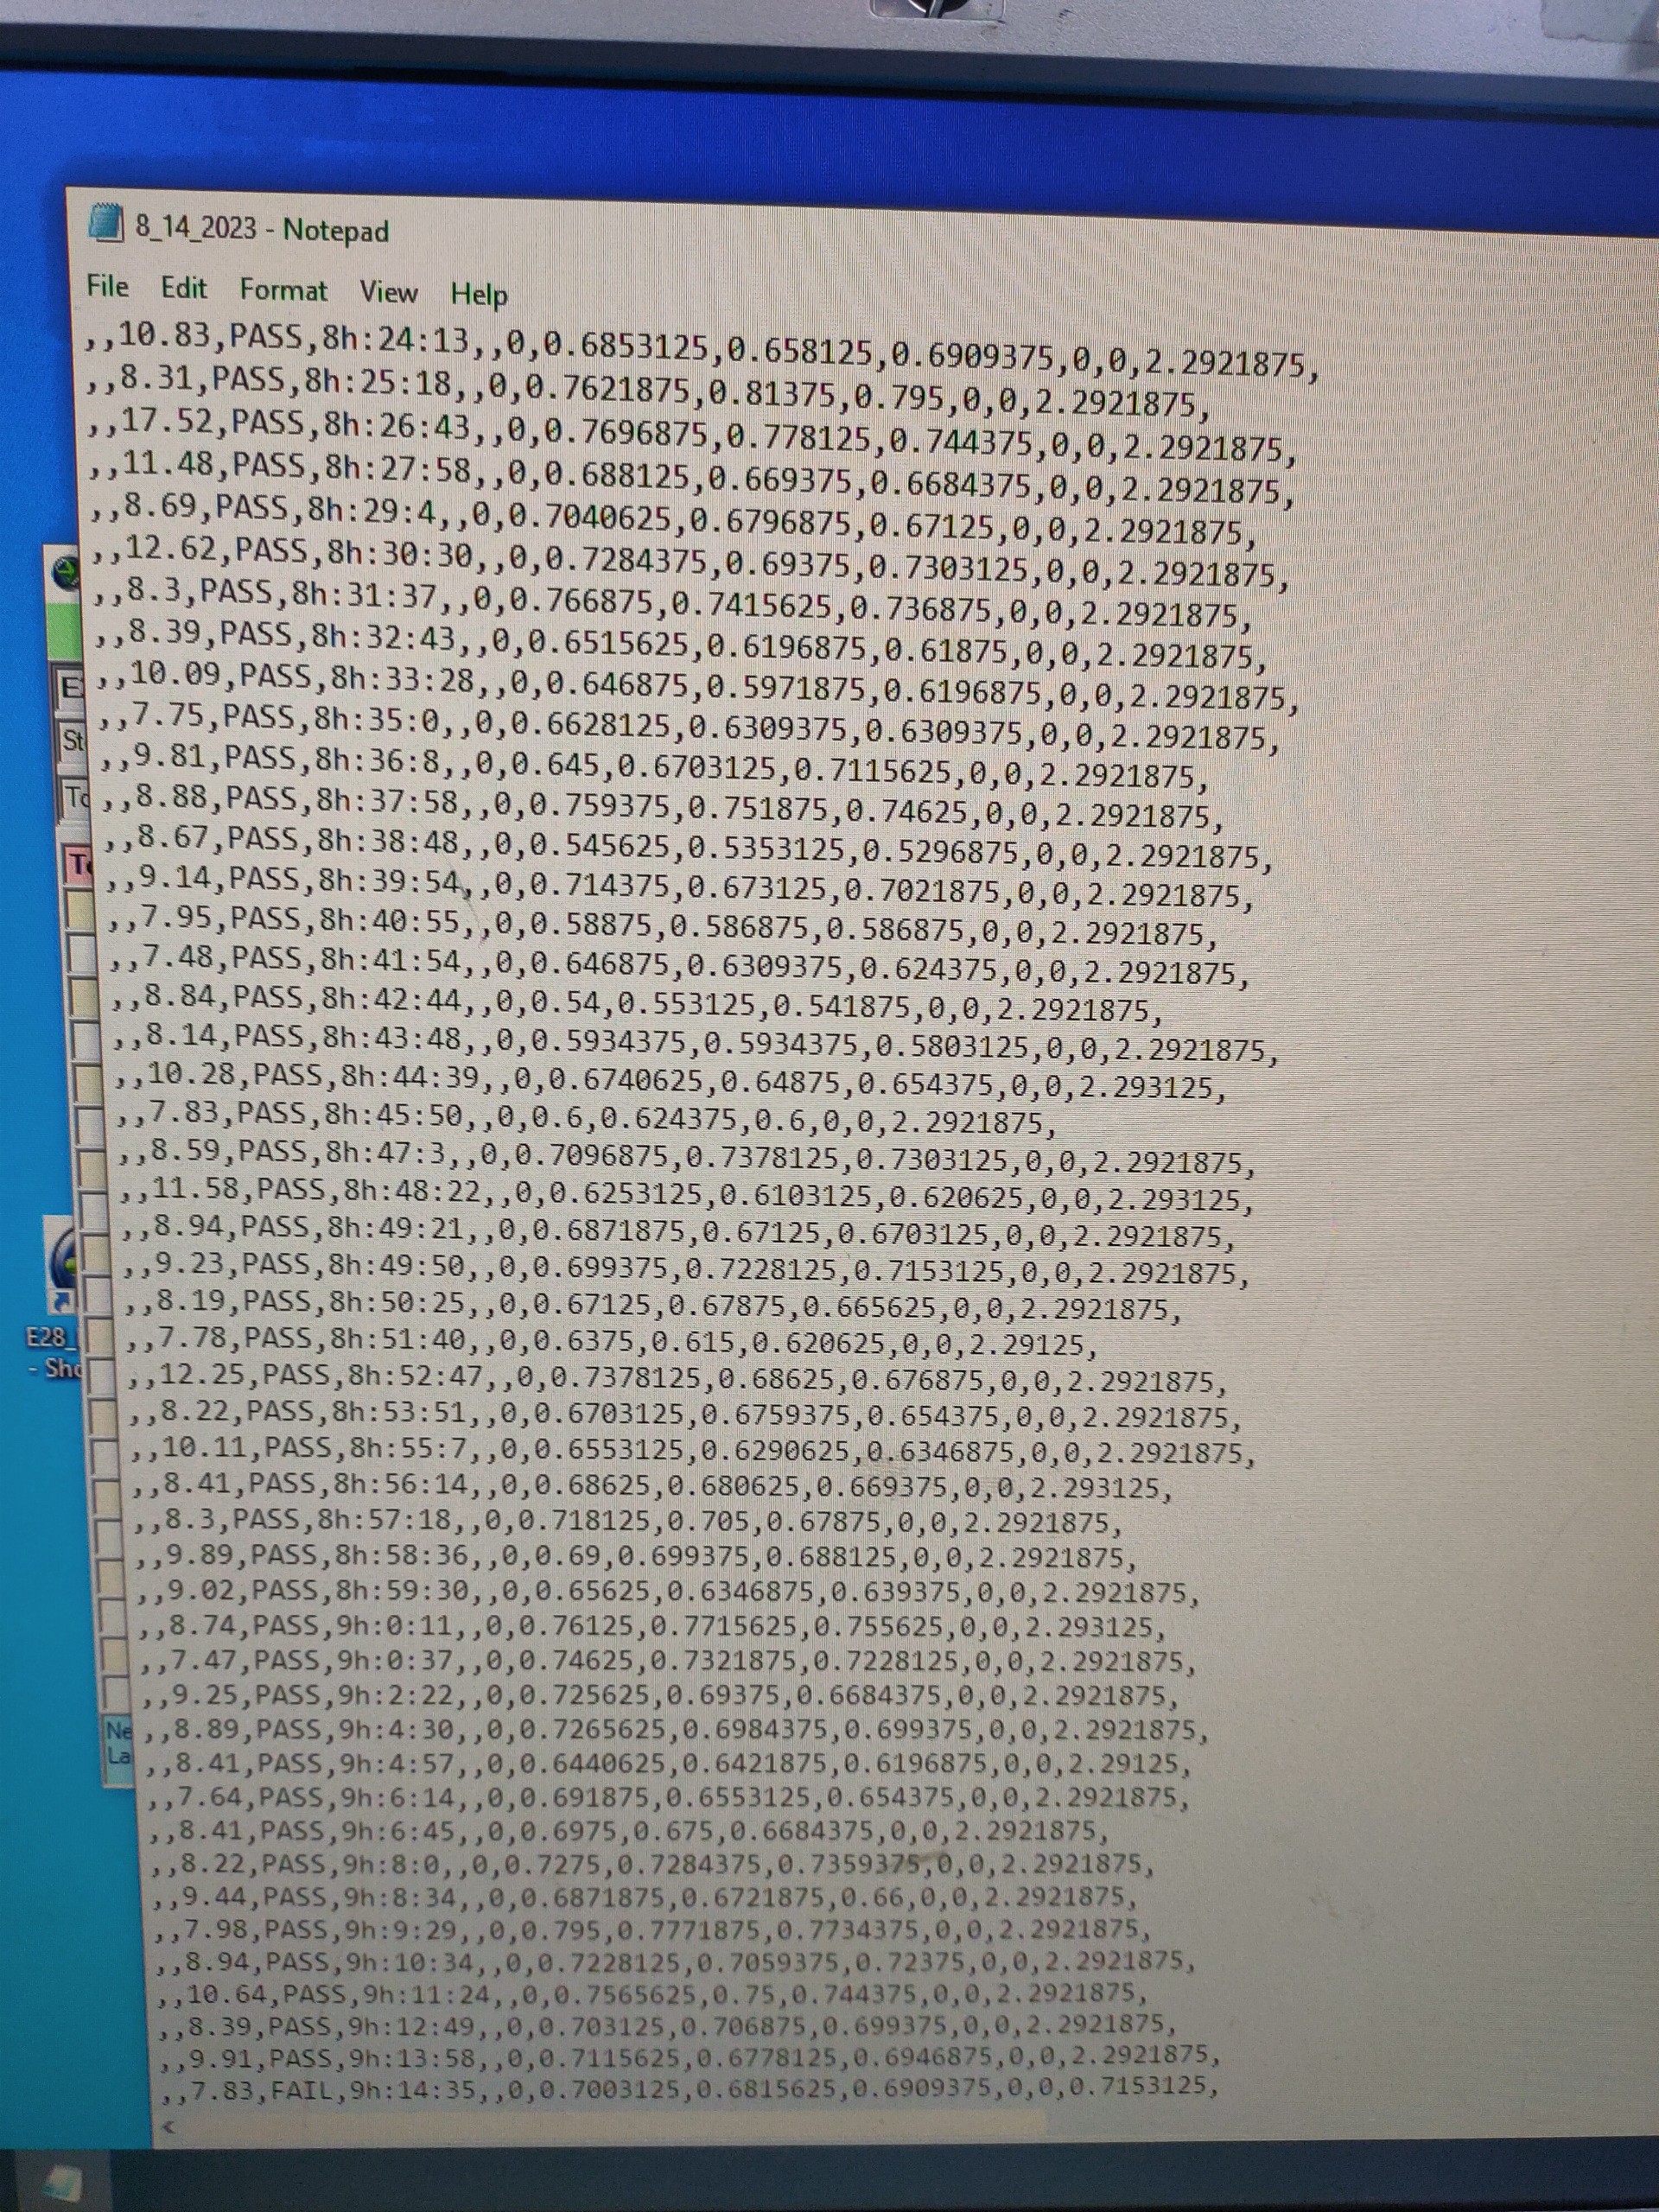 8_14_2023 - Notepad
File Edit Format View Help
,,10.83,PASS,8h:24:13,,0,0.6853125,0.658125,0.6909375,0,0,2.2921875,
,,8.31,PASS,8h:25:18,,0,0.7621875,0.81375,0.795,0,0,2.2921875,
,,17.52,PASS,8h:26:43,,0,0.7696875,0.778125,0.744375,0,0,2.2921875,
,,11.48,PASS,8h:27:58,,0,0.688125,0.669375,0.6684375,0,0,2.2921875,
,,8.69,PASS,8h:29:4,,0,0.7040625,0.6796875,0.67125,0,0,2.2921875,
,,12.62,PASS,8h:30:30,,0,0.7284375,0.69375,0.7303125,0,0,2.2921875,
,,8.3,PASS,8h:31:37,,0,0.766875,0.7415625,0.736875,0,0,2.2921875,
,,8.39,PASS,8h:32:43,,0,0.6515625,0.6196875,0.61875,0,0,2.2921875,
,,10.09,PASS,8h:33:28,,0,0.646875,0.5971875,0.6196875,0,0,2.2921875,
,,7.75,PASS,8h:35:0,,0,0.6628125,0.6309375,0.6309375,0,0,2.2921875,
,,9.81,PASS,8h:36:8,,0,0.645,0.6703125,0.7115625,0,0,2.2921875,
,,8.88,PASS,8h:37:58,,0,0.759375,0.751875,0.74625,0,0,2.2921875,
,,8.67,PASS,8h:38:48,,0,0.545625,0.5353125,0.5296875,0,0,2.2921875,
,,9.14,PASS,8h:39:54,,0,0.714375,0.673125,0.7021875,0,0,2.2921875,
,,7.95,PASS,8h:40:55,,0,0.58875,0.586875,0.586875,0,0,2.2921875,
,,7.48,PASS,8h:41:54,,0,0.646875,0.6309375,0.624375,0,0,2.2921875,
,,8.84,PASS,8h:42:44,,0,0.54,0.553125,0.541875,0,0,2.2921875,
,,8.14,PASS,8h:43:48,,0,0.5934375,0.5934375,0.5803125,0,0,2.2921875,
,,10.28,PASS,8h:44:39,,0,0.6740625,0.64875,0.654375,0,0,2.293125,
,,7.83,PASS,8h:45:50,,0,0.6,0.624375,0.6,0,0,2.2921875,
,,8.59,PASS,8h:47:3,,0,0.7096875,0.7378125,0.7303125,0,0,2.2921875,
,,11.58,PASS,8h:48:22,,0,0.6253125,0.6103125,0.620625,0,0,2.293125,
,,8.94,PASS,8h:49:21,,0,0.6871875,0.67125,0.6703125,0,0,2.2921875,
,,9.23,PASS,8h:49:50,,0,0.699375,0.7228125,0.7153125,0,0,2.2921875,
,,8.19,PASS,8h:50:25,,0,0.67125,0.67875,0.665625,0,0,2.2921875,
,,7.78,PASS,8h:51:40,,0,0.6375,0.615,0.620625,0,0,2.29125,
,,12.25,PASS,8h:52:47,,0,0.7378125,0.68625,0.676875,0,0,2.2921875,
,,8.22,PASS,8h:53:51,,0,0.6703125,0.6759375,0.654375,0,0,2.2921875,
,,10.11,PASS,8h:55:7,,0,0.6553125,0.6290625,0.6346875,0,0,2.2921875,
,,8.41,PASS,8h:56:14,,0,0.68625,0.680625,0.669375,0,0,2.293125,
,,8.3,PASS,8h:57:18,,0,0.718125,0.705,0.67875,0,0,2.2921875,
,,9.89,PASS,8h:58:36,,0,0.69,0.699375,0.688125,0,0,2.2921875,
,,9.02,PASS,8h:59:30,,0,0.65625,0.6346875,0.639375,0,0,2.2921875,
,,8.74,PASS,9h:0:11,,0,0.76125,0.7715625,0.755625,0,0,2.293125,
,,7.47,PASS,9h:0:37,,0,0.74625,0.7321875,0.7228125,0,0,2.2921875,
,,9.25,PASS,9h:2:22,,0,0.725625,0.69375,0.6684375,0,0,2.2921875,
,,8.89,PASS,9h:4:30,,0,0.7265625,0.6984375,0.699375,0,0,2.2921875,
,,8.41,PASS,9h:4:57,,0,0.6440625,0.6421875,0.6196875,0,0,2.29125,
,,7.64,PASS,9h:6:14,,0,0.691875,0.6553125,0.654375,0,0,2.2921875,
,,8.41,PASS,9h:6:45,,0,0.6975,0.675,0.6684375,0,0,2.2921875,
,,8.22,PASS,9h:8:0,,0,0.7275,0.7284375,0.7359375,0,0,2.2921875,
,,9.44,PASS,9h:8:34,,0,0.6871875,0.6721875,0.66,0,0,2.2921875,
,,7.98,PASS,9h:9:29,,0,0.795,0.7771875,0.7734375,0,0,2.2921875,
,,8.94,PASS,9h:10:34,,0,0.7228125,0.7059375,0.72375,0,0,2.2921875,
,,10.64,PASS,9h:11:24,,0,0.7565625,0.75,0.744375,0,0,2.2921875,
,,8.39,PASS,9h:12:49,,0,0.703125,0.706875,0.699375,0,0,2.2921875,
,,9.91,PASS,9h:13:58,,0,0.7115625,0.6778125,0.6946875,0,0,2.2921875,
,,7.83,FAIL,9h:14:35,,0,0.7003125,0.6815625,0.6909375,0,0,0.7153125,
St
E28_
- Sho
Ne
La